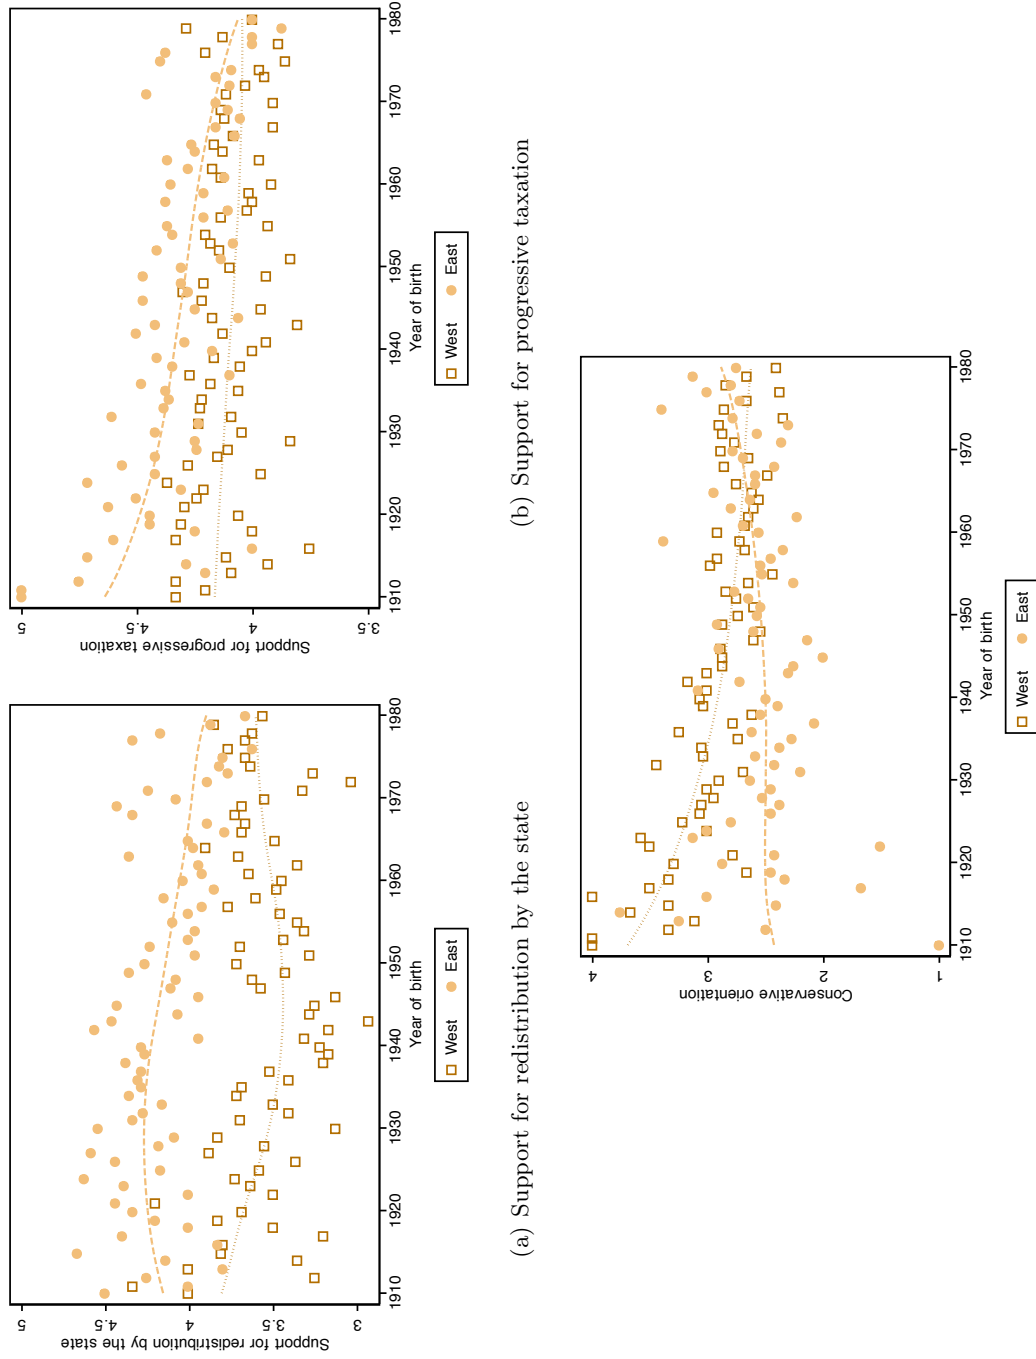 Support for redistribution by the state
5
4.5
4
3.5
3
1910 1920 1930 1940 1950 1960 1970 1980
Year of birth
West East
(a) Support for redistribution by the state
Support for progressive taxation
5
4.5
4
3.5
1910 1920 1930 1940 1950 1960 1970 1980
Year of birth
West East
(b) Support for progressive taxation
Conservative orientation
4
3
2
1
1910 1920 1930 1940 1950 1960 1970 1980
Year of birth
West East